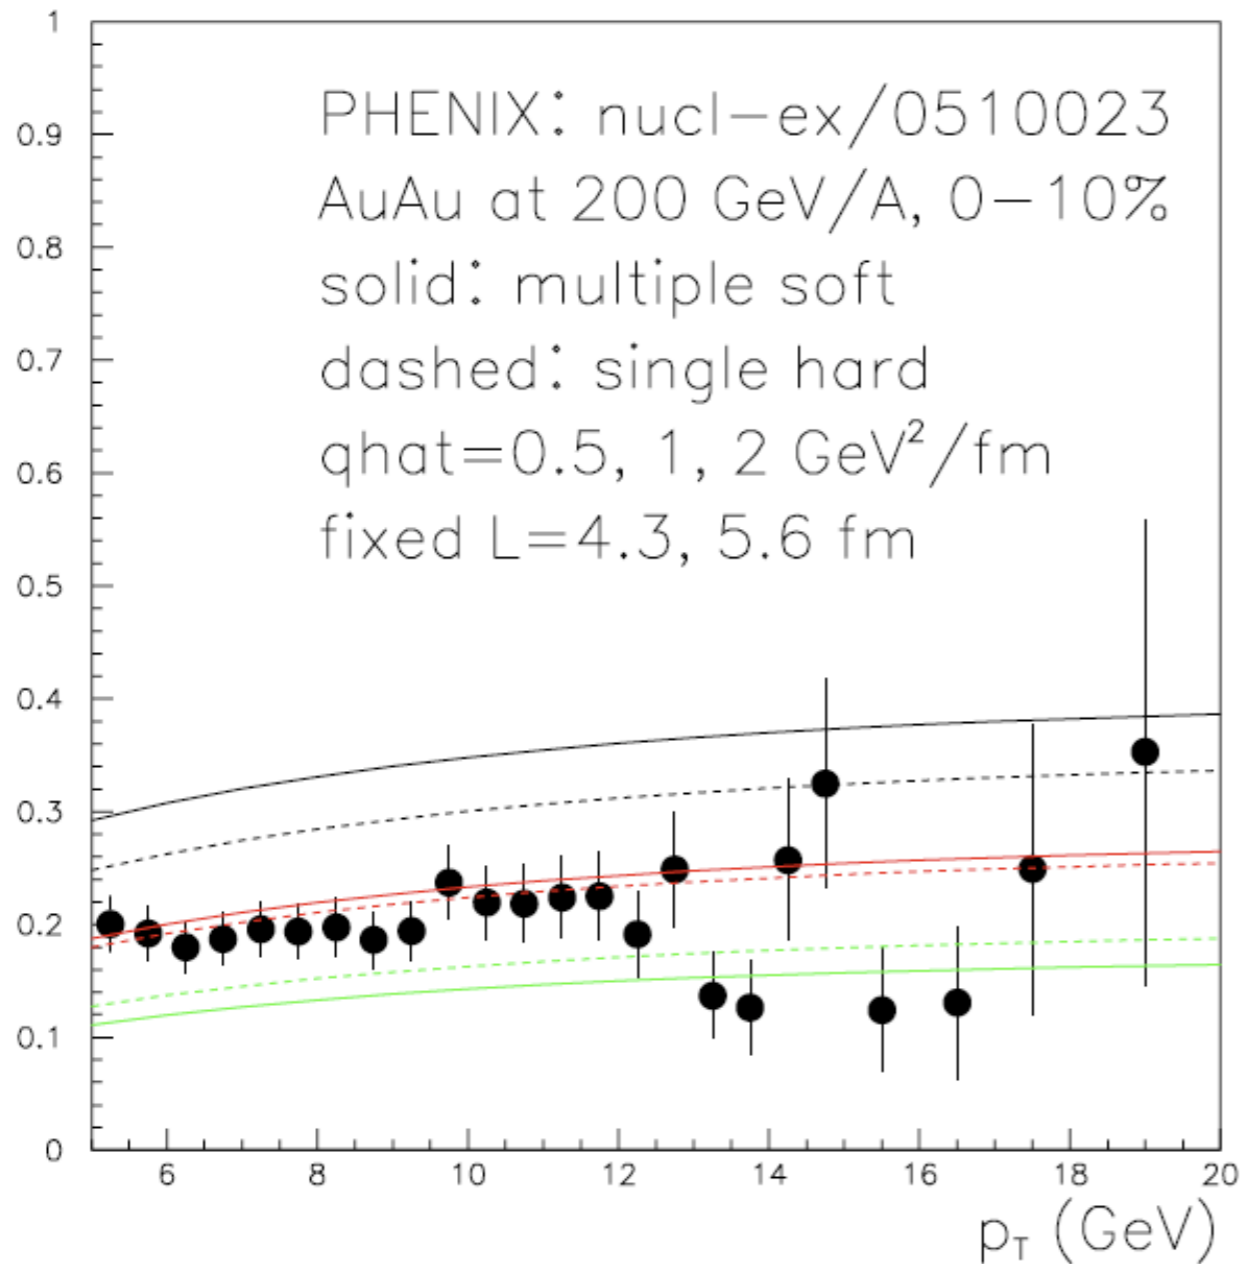 1
PHENIX: nucl-ex/0510023
0.9
AuAu at 200 GeV/A, 0-10%
0.8
solid: multiple soft
0.7
dashed: single hard
0.6
qhat=0.5, 1, 2 GeV²/fm
fixed L=4.3, 5.6 fm
0.5
0.4
0.3
0.2
0.1
0
6 8 10 12 14 16 18 20
p_T (GeV)